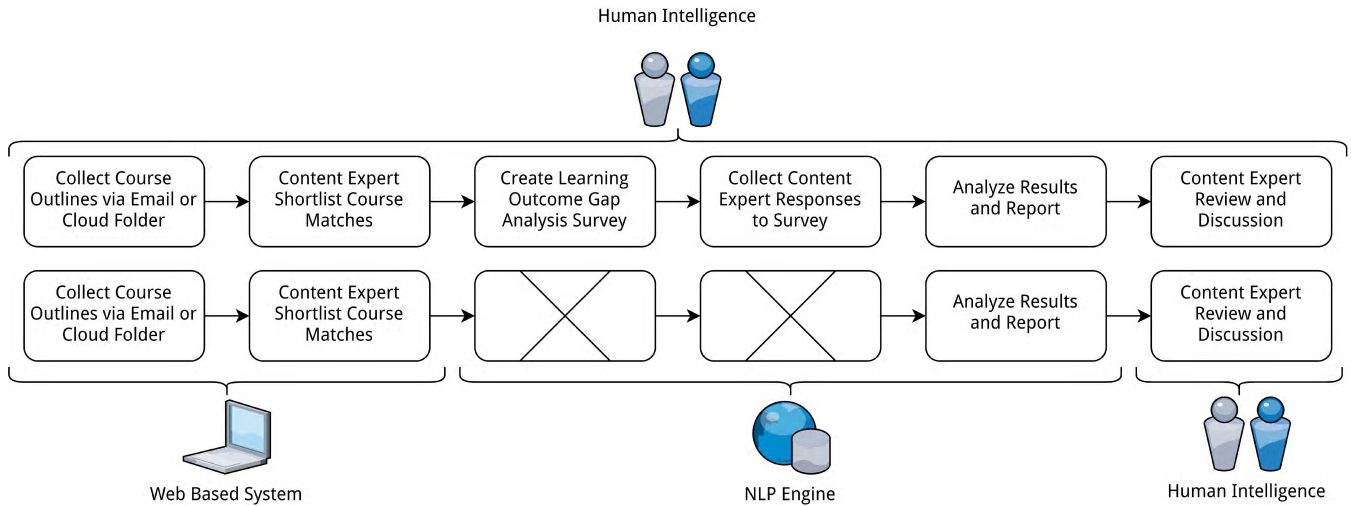 Human Intelligence
Collect Course
Outlines via Email or
Cloud Folder
Content Expert
Shortlist Course
Matches
Create Learning
Outcome Gap
Analysis Survey
Collect Content
Expert Responses
to Survey
Analyze Results
and Report
Content Expert
Review and
Discussion
Collect Course
Outlines via Email or
Cloud Folder
Content Expert
Shortlist Course
Matches
Analyze Results
and Report
Content Expert
Review and
Discussion
Web Based System
NLP Engine
Human Intelligence